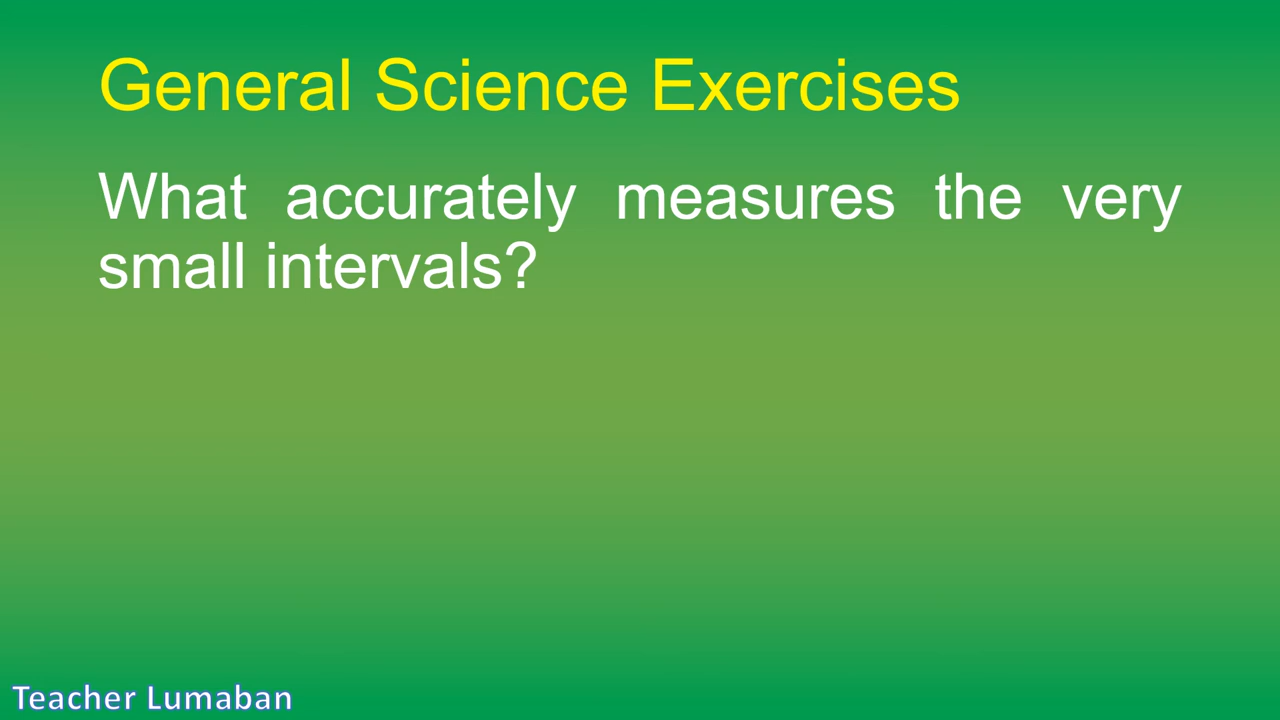 General Science Exercises
What accurately measures the very
small intervals?
Teacher Lumaban